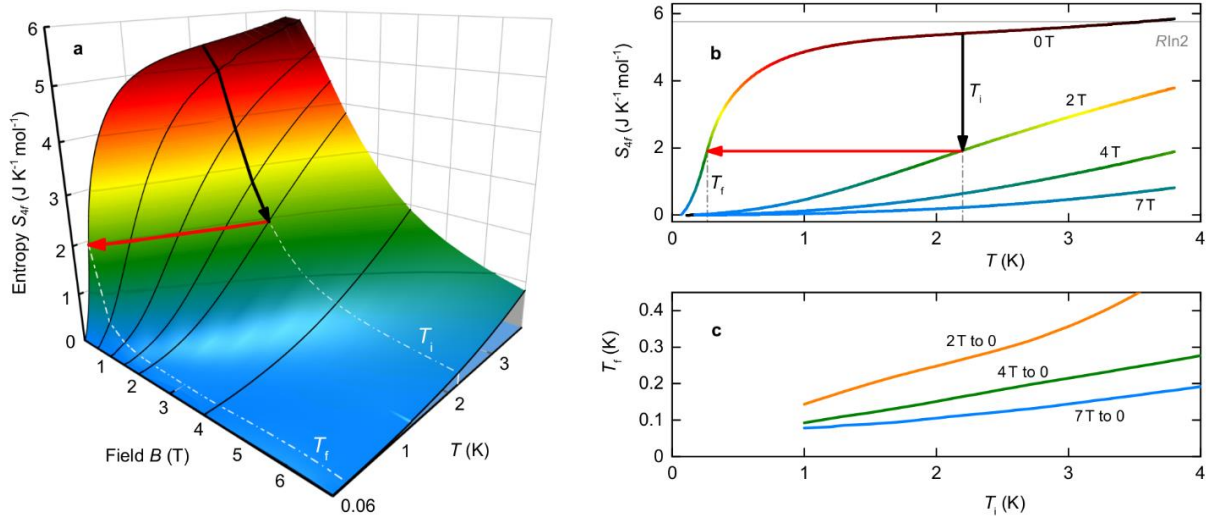 a
Entropy S4f (J K-1 mol-1)
6
5
4
3
2
1
0
1
2
3
4
5
6
Field B (T)
0.06
1
2
3
T (K)
Ti
Tf
b
S4f (J K-1 mol-1)
6
4
2
0
0 T
Rln2
Ti
2 T
4 T
Tf
7 T
0
1
2
3
4
T (K)
c
Tf (K)
0.4
0.3
0.2
0.1
0
2 T to 0
4 T to 0
7 T to 0
0
1
2
3
4
Ti (K)